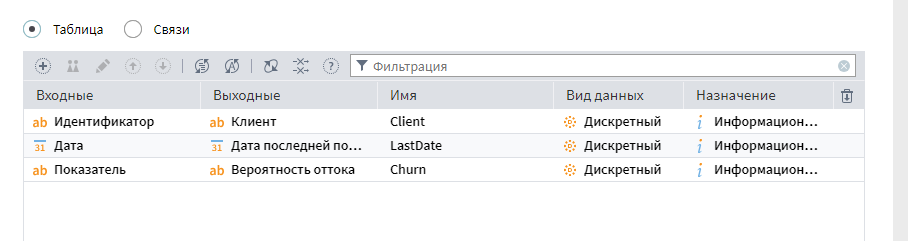 Таблица Связи
Фильтрация
Входные Выходные Имя Вид данных Назначение
ab Идентификатор ab Клиент Client Дискретный i Информацион...
31 Дата 31 Дата последней по... LastDate Дискретный i Информацион...
ab Показатель ab Вероятность оттока Churn Дискретный i Информацион...